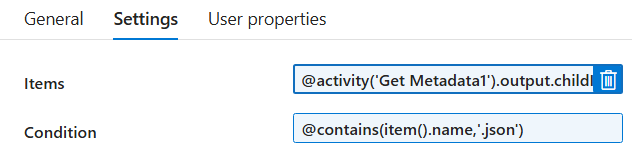 General Settings User properties
Items @activity('Get Metadata1').output.child
Condition @contains(item().name,'.json')